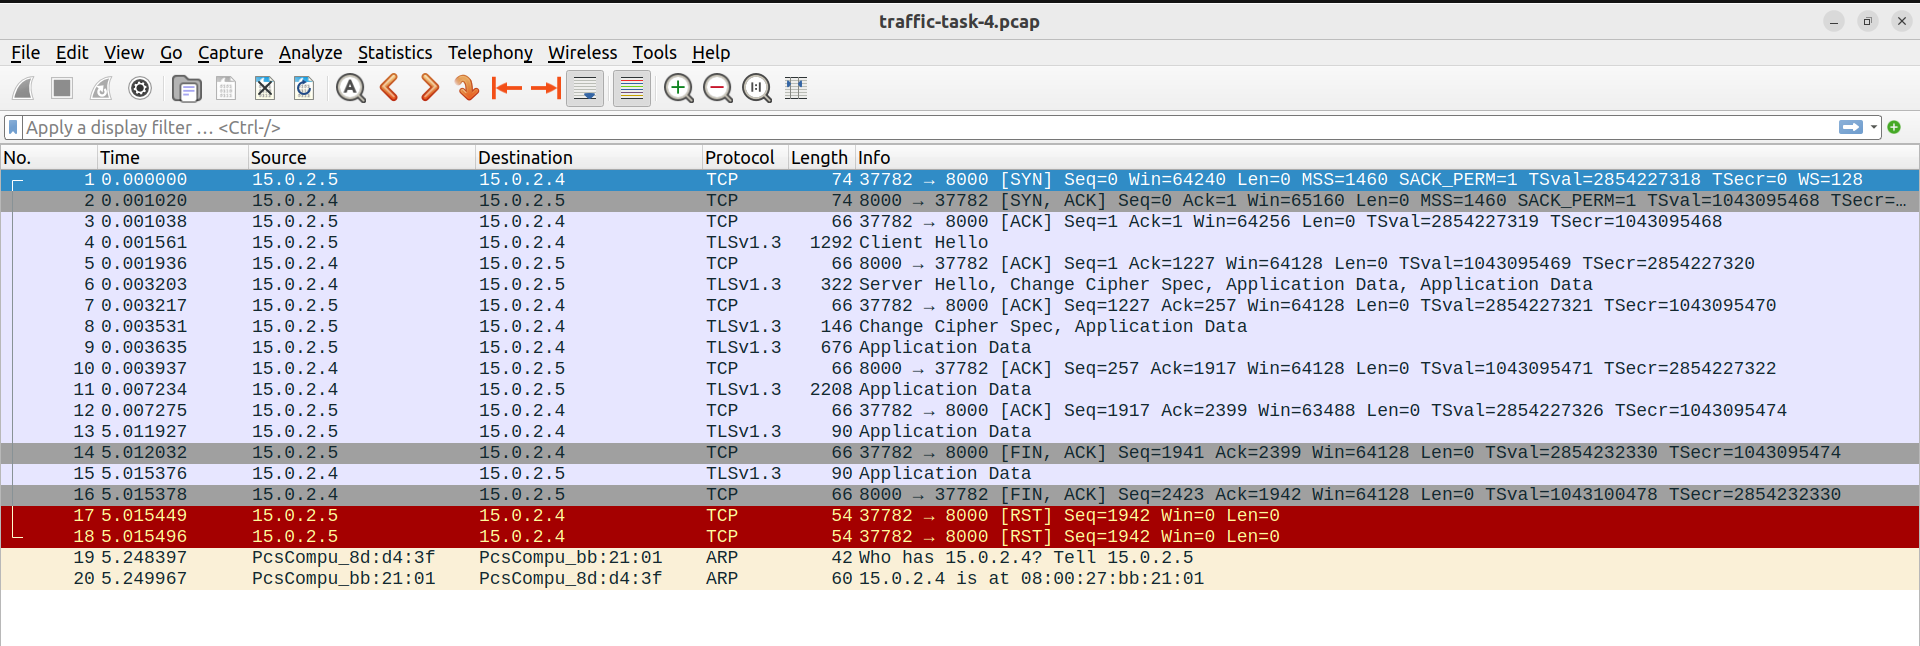 traffic-task-4.pcap
File Edit View Go Capture Analyze Statistics Telephony Wireless Tools Help
Apply a display filter … <Ctrl-/>
No. Time Source Destination Protocol Length Info
1 0.000000 15.0.2.5 15.0.2.4 TCP 74 37782 → 8000 [SYN] Seq=0 Win=64240 Len=0 MSS=1460 SACK_PERM=1 TSval=2854227318 TSecr=0 WS=128
2 0.001020 15.0.2.4 15.0.2.5 TCP 74 8000 → 37782 [SYN, ACK] Seq=0 Ack=1 Win=65160 Len=0 MSS=1460 SACK_PERM=1 TSval=1043095468 TSecr=…
3 0.001038 15.0.2.5 15.0.2.4 TCP 66 37782 → 8000 [ACK] Seq=1 Ack=1 Win=64256 Len=0 TSval=2854227319 TSecr=1043095468
4 0.001561 15.0.2.5 15.0.2.4 TLSv1.3 1292 Client Hello
5 0.001936 15.0.2.4 15.0.2.5 TCP 66 8000 → 37782 [ACK] Seq=1 Ack=1227 Win=64128 Len=0 TSval=1043095469 TSecr=2854227320
6 0.003203 15.0.2.4 15.0.2.5 TLSv1.3 322 Server Hello, Change Cipher Spec, Application Data, Application Data
7 0.003217 15.0.2.5 15.0.2.4 TCP 66 37782 → 8000 [ACK] Seq=1227 Ack=257 Win=64128 Len=0 TSval=2854227321 TSecr=1043095470
8 0.003531 15.0.2.5 15.0.2.4 TLSv1.3 146 Change Cipher Spec, Application Data
9 0.003635 15.0.2.5 15.0.2.4 TLSv1.3 676 Application Data
10 0.003937 15.0.2.4 15.0.2.5 TCP 66 8000 → 37782 [ACK] Seq=257 Ack=1917 Win=64128 Len=0 TSval=1043095471 TSecr=2854227322
11 0.007234 15.0.2.4 15.0.2.5 TLSv1.3 2208 Application Data
12 0.007275 15.0.2.5 15.0.2.4 TCP 66 37782 → 8000 [ACK] Seq=1917 Ack=2399 Win=63488 Len=0 TSval=2854227326 TSecr=1043095474
13 5.011927 15.0.2.5 15.0.2.4 TLSv1.3 90 Application Data
14 5.012032 15.0.2.5 15.0.2.4 TCP 66 37782 → 8000 [FIN, ACK] Seq=1941 Ack=2399 Win=64128 Len=0 TSval=2854232330 TSecr=1043095474
15 5.015376 15.0.2.4 15.0.2.5 TLSv1.3 90 Application Data
16 5.015378 15.0.2.4 15.0.2.5 TCP 66 8000 → 37782 [FIN, ACK] Seq=2423 Ack=1942 Win=64128 Len=0 TSval=1043100478 TSecr=2854232330
17 5.015449 15.0.2.5 15.0.2.4 TCP 54 37782 → 8000 [RST] Seq=1942 Win=0 Len=0
18 5.015496 15.0.2.5 15.0.2.4 TCP 54 37782 → 8000 [RST] Seq=1942 Win=0 Len=0
19 5.248397 PcsCompu_8d:d4:3f PcsCompu_bb:21:01 ARP 42 Who has 15.0.2.4? Tell 15.0.2.5
20 5.249967 PcsCompu_bb:21:01 PcsCompu_8d:d4:3f ARP 60 15.0.2.4 is at 08:00:27:bb:21:01